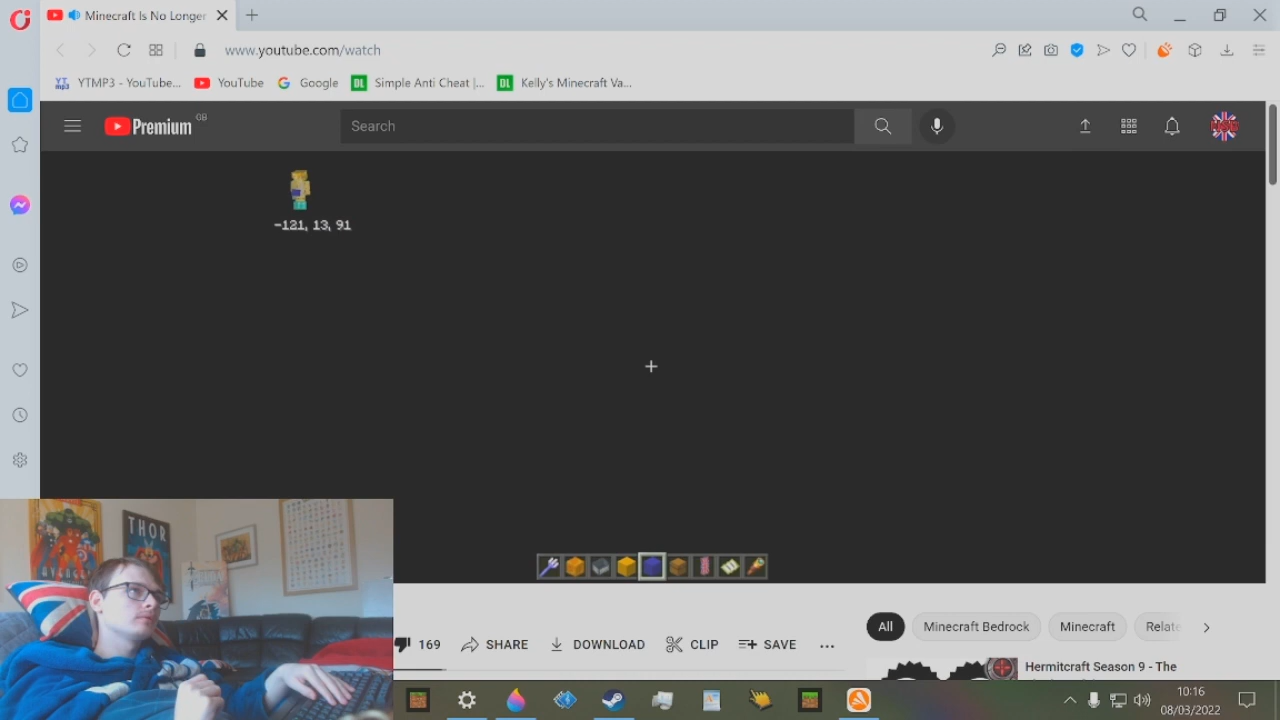 Minecraft Is No Longer
www.youtube.com/watch
YTMP3 - YouTube... YouTube Google Simple Anti Cheat |... Kelly's Minecraft Va...
Premium GB Search
-121, 13, 91
THOR
AVENGERS
169 SHARE DOWNLOAD CLIP SAVE ...
All Minecraft Bedrock Minecraft Relate
Hermitcraft Season 9 - The
10:16
08/03/2022